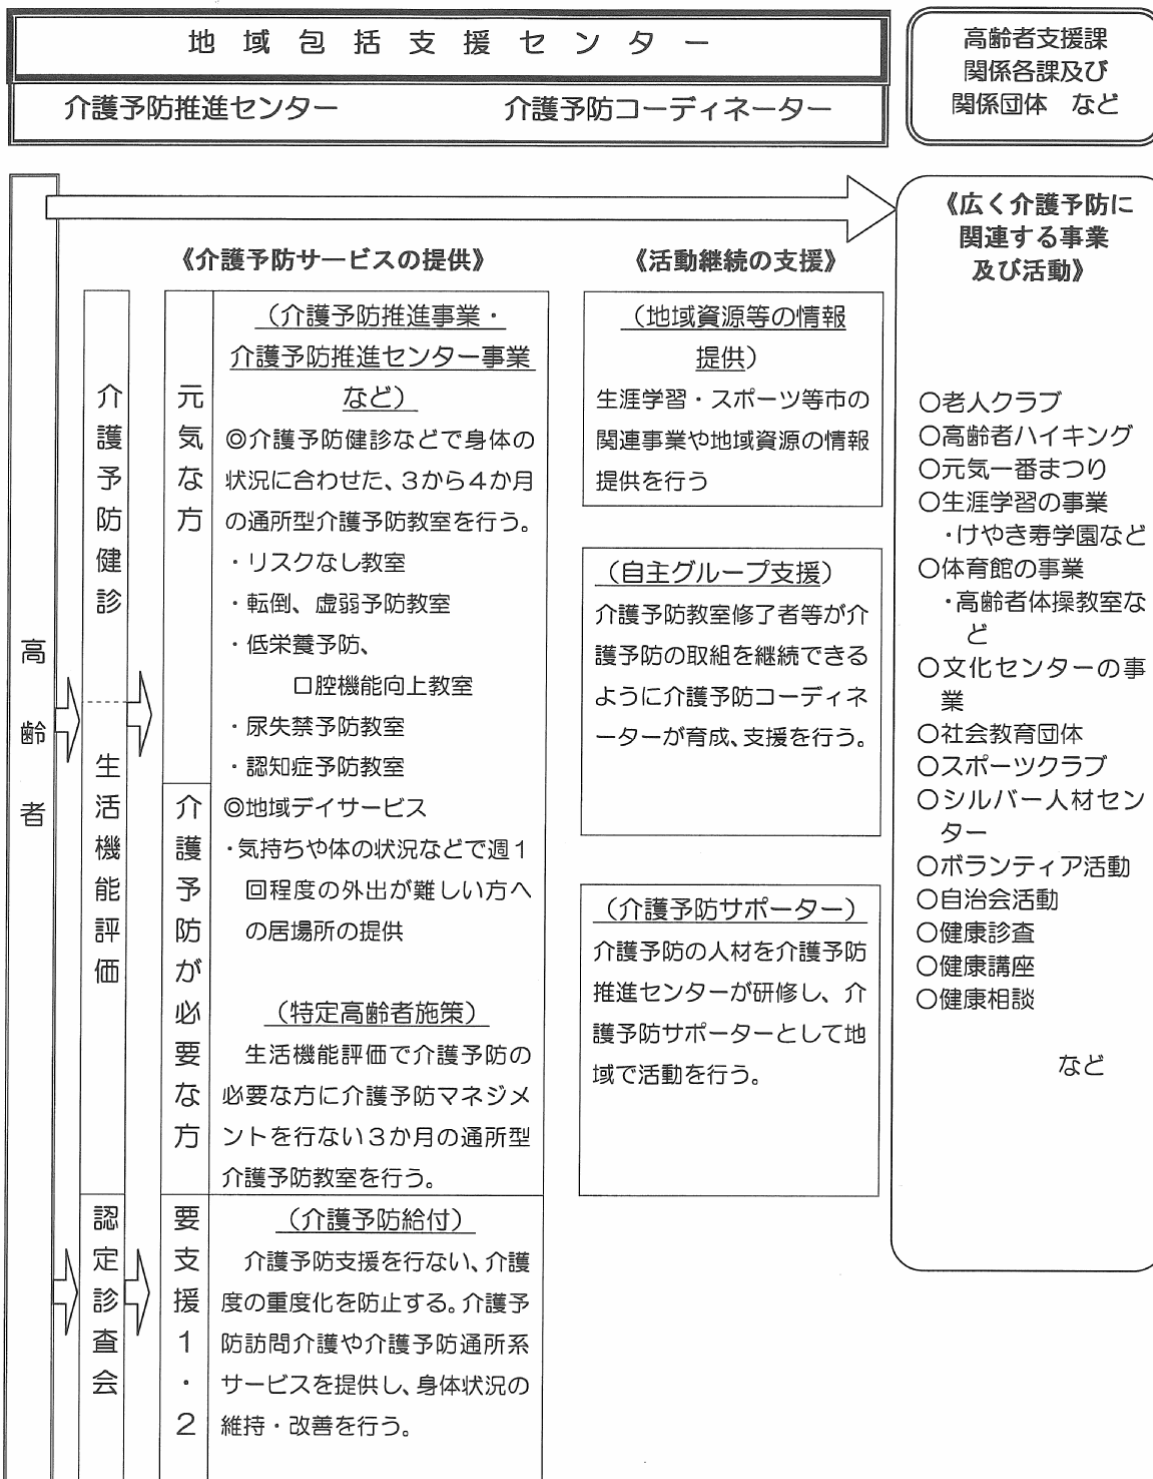 地域包括支援センター
介護予防推進センター　介護予防コーディネーター
高齢者支援課
関係各課及び
関係団体　など
高齢者
介護予防健診
生活機能評価
認定診査会
《介護予防サービスの提供》
元気な方
（介護予防推進事業・
介護予防推進センター事業
など）
◎介護予防健診などで身体の
状況に合わせた、３から４か月
の通所型介護予防教室を行う。
・リスクなし教室
・転倒、虚弱予防教室
・低栄養予防、
口腔機能向上教室
・尿失禁予防教室
・認知症予防教室
介護予防が必要な方
◎地域デイサービス
・気持ちや体の状況などで週１
回程度の外出が難しい方へ
の居場所の提供
（特定高齢者施策）
生活機能評価で介護予防の
必要な方に介護予防マネジメ
ントを行ない３か月の通所型
介護予防教室を行う。
要支援１・２
（介護予防給付）
介護予防支援を行ない、介護
度の重度化を防止する。介護予
防訪問介護や介護予防通所系
サービスを提供し、身体状況の
維持・改善を行う。
《活動継続の支援》
（地域資源等の情報
提供）
生涯学習・スポーツ等市の
関連事業や地域資源の情報
提供を行う
（自主グループ支援）
介護予防教室修了者等が介
護予防の取組を継続できる
ように介護予防コーディネ
ーターが育成、支援を行う。
（介護予防サポーター）
介護予防の人材を介護予防
推進センターが研修し、介
護予防サポーターとして地
域で活動を行う。
《広く介護予防に
関連する事業
及び活動》
○老人クラブ
○高齢者ハイキング
○元気一番まつり
○生涯学習の事業
・けやき寿学園など
○体育館の事業
・高齢者体操教室な
ど
○文化センターの事
業
○社会教育団体
○スポーツクラブ
○シルバー人材セン
ター
○ボランティア活動
○自治会活動
○健康診査
○健康講座
○健康相談
など